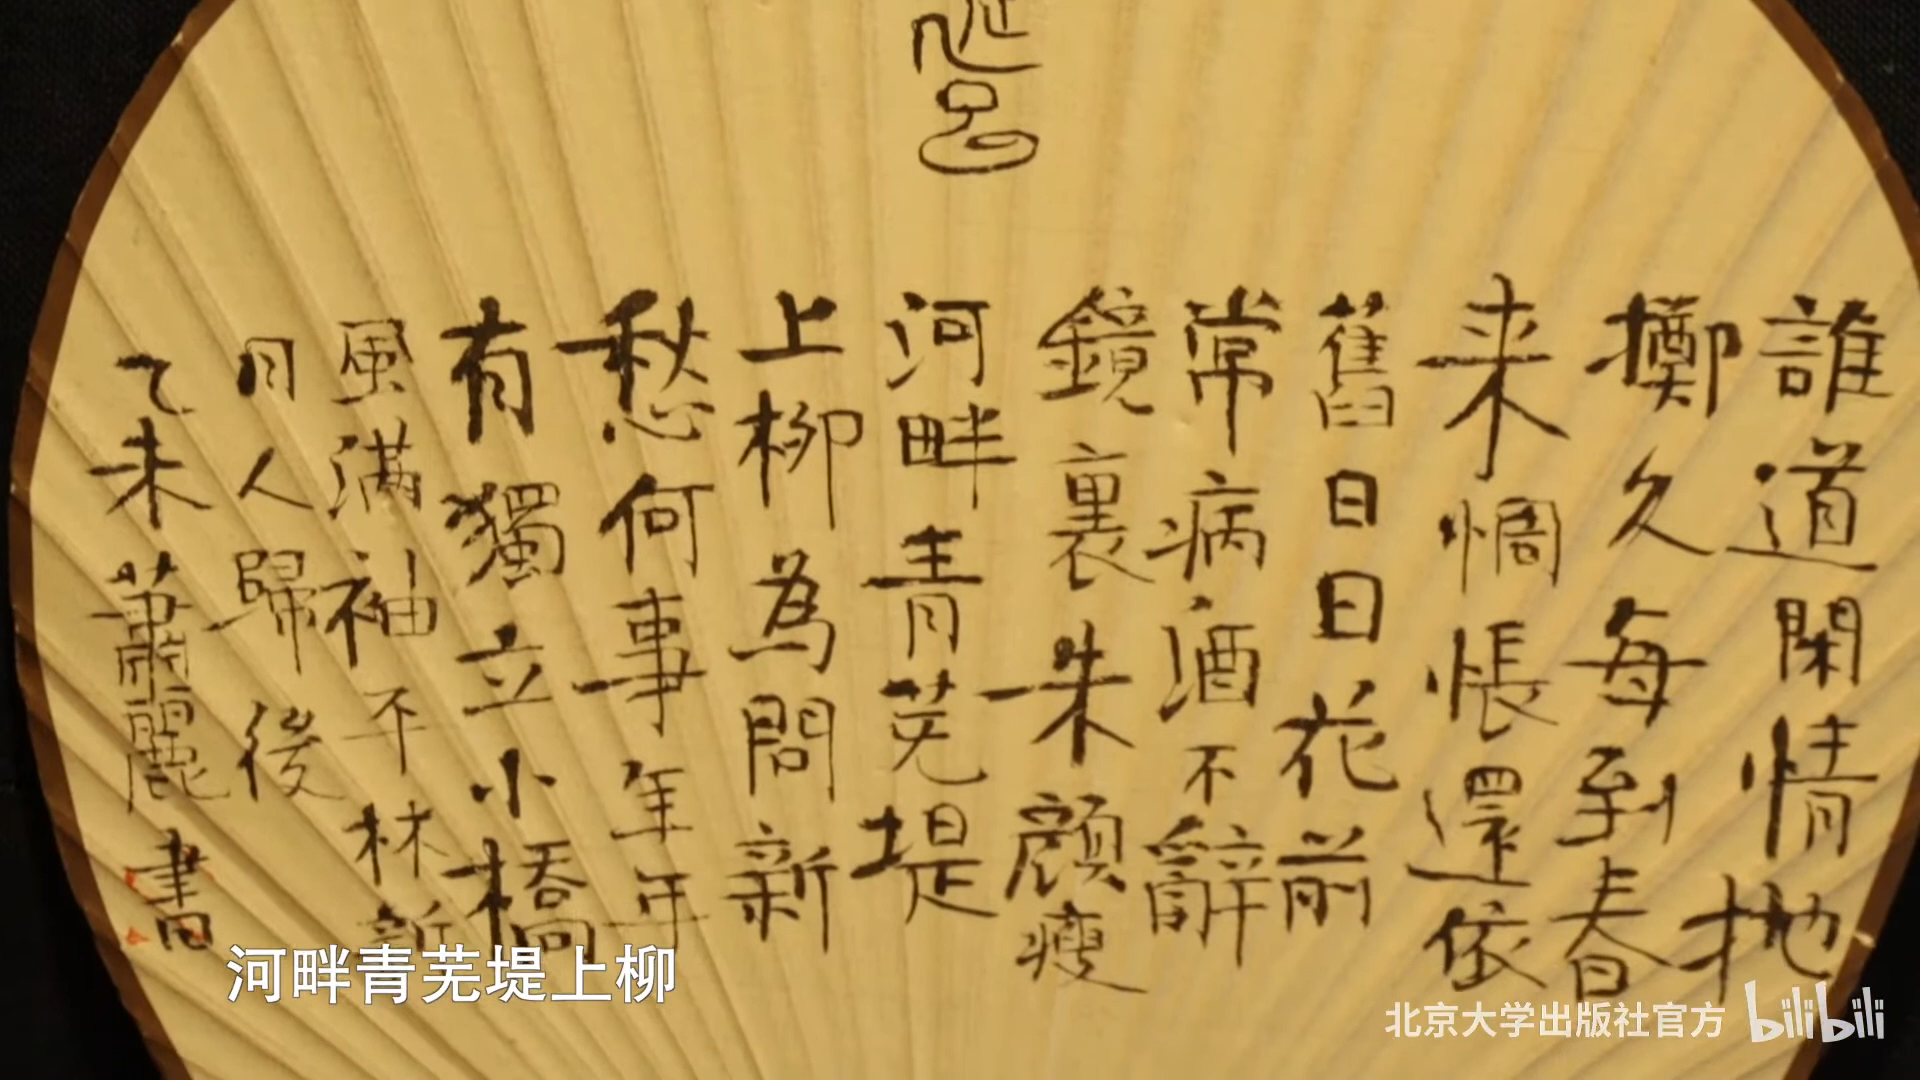 誰道閑情抛
擲久每到春
来惆悵還依
舊日日花前
常病酒不辭
鏡裏朱顔瘦
河畔青芜堤
上柳為問新
愁何事年年
有獨立小橋
風满袖平林新
月人歸後
乙未蕭麗書
河畔青芜堤上柳
北京大学出版社官方 bilibili